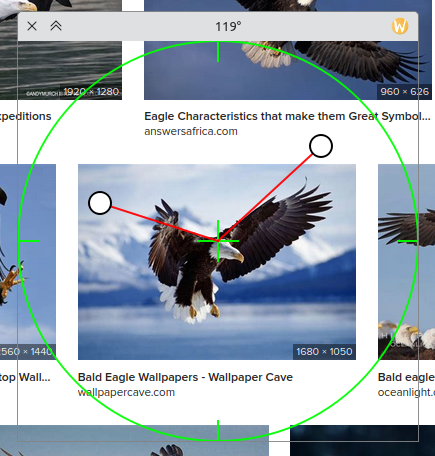 119°
W
©ANDYMURCH
1920 × 1280
960 × 626
xpeditions
Eagle Characteristics that make them Great Symbol...
answersafrica.com
560 × 1440
1680 × 1050
top Wall...
Bald Eagle Wallpapers - Wallpaper Cave
Bald eagle
wallpapercave.com
oceanlight.c